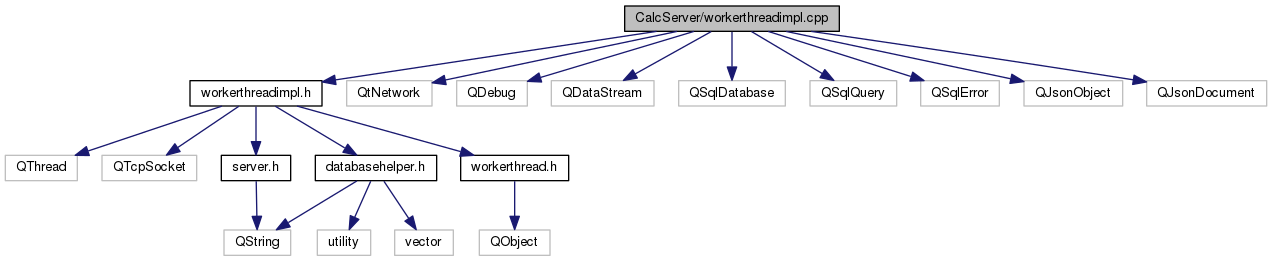 CalcServer/workerthreadimpl.cpp
workerthreadimpl.h
QtNetwork
QDebug
QDataStream
QSqlDatabase
QSqlQuery
QSqlError
QJsonObject
QJsonDocument
QThread
QTcpSocket
server.h
databasehelper.h
workerthread.h
QString
utility
vector
QObject